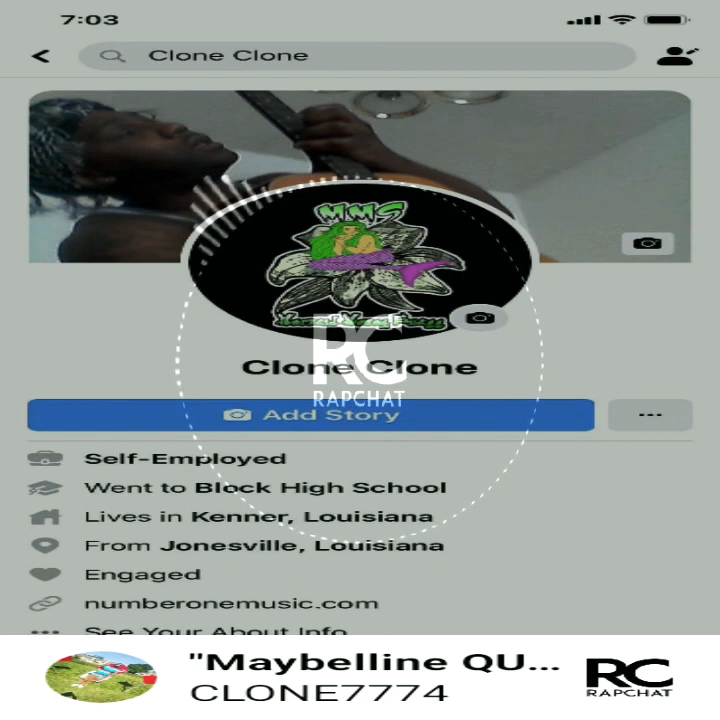 7:03
Clone Clone
MMS
Clone Clone
RC
RAPCHAT
Add Story
Self-Employed
Went to Block High School
Lives in Kenner, Louisiana
From Jonesville, Louisiana
Engaged
numberonemusic.com
See Your About Info
"Maybelline QU...
CLONE7774
RC
RAPCHAT